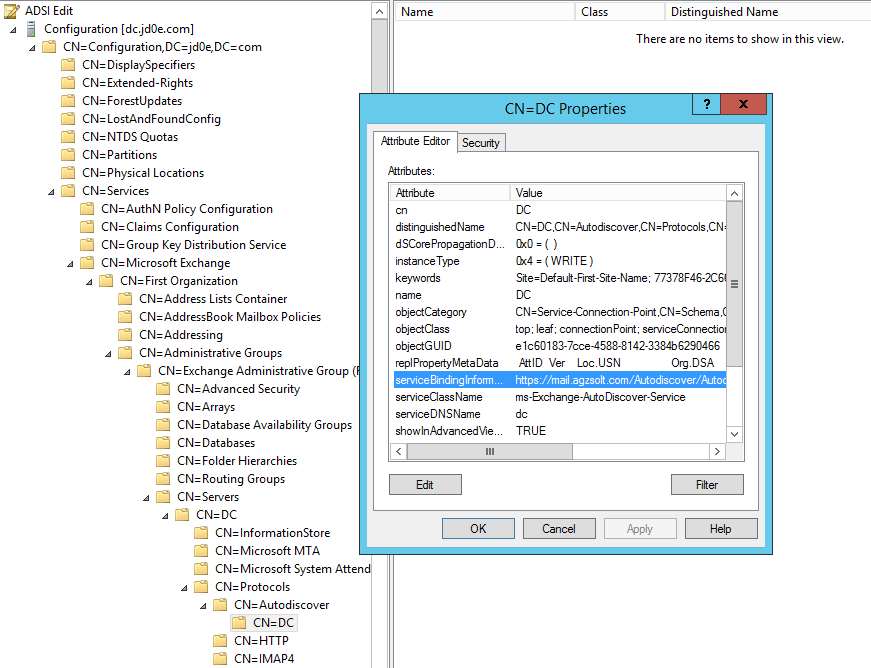 ADSI Edit
Configuration [dc.jd0e.com]
CN=Configuration,DC=jd0e,DC=com
CN=DisplaySpecifiers
CN=Extended-Rights
CN=ForestUpdates
CN=LostAndFoundConfig
CN=NTDS Quotas
CN=Partitions
CN=Physical Locations
CN=Services
CN=AuthN Policy Configuration
CN=Claims Configuration
CN=Group Key Distribution Service
CN=Microsoft Exchange
CN=First Organization
CN=Address Lists Container
CN=AddressBook Mailbox Policies
CN=Addressing
CN=Administrative Groups
CN=Exchange Administrative Group (F
CN=Advanced Security
CN=Arrays
CN=Database Availability Groups
CN=Databases
CN=Folder Hierarchies
CN=Routing Groups
CN=Servers
CN=DC
CN=InformationStore
CN=Microsoft MTA
CN=Microsoft System Attend
CN=Protocols
CN=Autodiscover
CN=DC
CN=HTTP
CN=IMAP4
Name Class Distinguished Name
There are no items to show in this view.
CN=DC Properties
? x
Attribute Editor Security
Attributes:
Attribute Value
cn DC
distinguishedName CN=DC,CN=Autodiscover,CN=Protocols,CN=
dSCorePropagationD... 0x0 = ( )
instanceType 0x4 = ( WRITE )
keywords Site=Default-First-Site-Name; 77378F46-2C66
name DC
objectCategory CN=Service-Connection-Point,CN=Schema,C
objectClass top; leaf; connectionPoint; serviceConnection
objectGUID e1c60183-7cce-4588-8142-3384b6290466
replPropertyMetaData AttID Ver Loc.USN Org.DSA
serviceBindingInform... https://mail.agzsolt.com/Autodiscover/Autod
serviceClassName ms-Exchange-AutoDiscover-Service
serviceDNSName dc
showInAdvancedVie... TRUE
Edit Filter
OK Cancel Apply Help